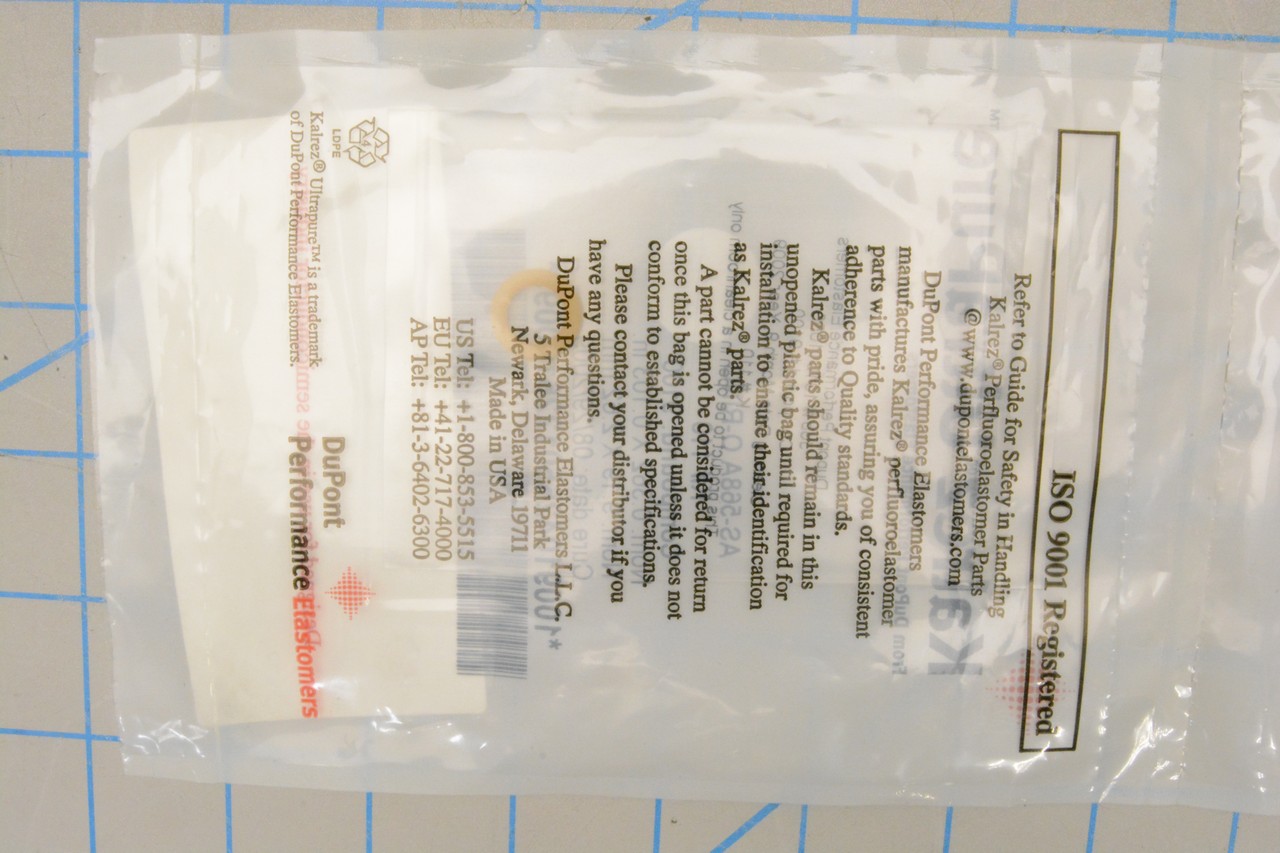 ISO 9001 Registered
Refer to Guide for Safety in Handling
Kalrez® Perfluoroelastomer Parts
@ www.dupontelastomers.com
DuPont Performance Elastomers
manufactures Kalrez® perfluoroelastomer
parts with pride, assuring you of consistent
adherence to Quality standards.
Kalrez® parts should remain in this
unopened plastic bag until required for
installation to ensure their identification
as Kalrez® parts.
A part cannot be considered for return
once this bag is opened unless it does not
conform to established specifications.
Please contact your distributor if you
have any questions.
DuPont Performance Elastomers L.L.C.
5 Tralee Industrial Park
Newark, Delaware 19711
Made in USA
US Tel: +1-800-853-5515
EU Tel: +41-22-717-4000
AP Tel: +81-3-6402-6300
4
LDPE
Kalrez® Ultrapure™ is a trademark
of DuPont Performance Elastomers.
DuPont
Performance Elastomers